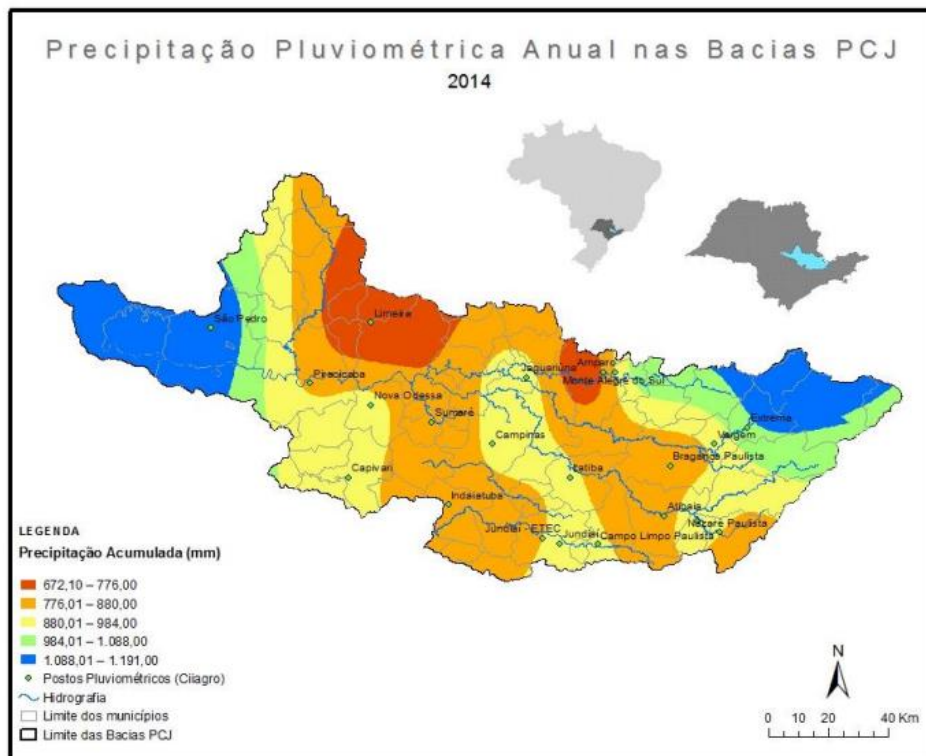 Precipitação Pluviométrica Anual nas Bacias PCJ
2014
São Pedro
Limeira
Piracicaba
Nova Odessa
Sumaré
Jaguariúna
Amparo
Monte Alegre do Sul
Extrema
Vargem
Campinas
Bragança Paulista
Capivari
Itatiba
Indaiatuba
Atibaia
Nazaré Paulista
Jundiaí - ETEC
Jundiaí
Campo Limpo Paulista
LEGENDA
Precipitação Acumulada (mm)
672,10 – 776,00
776,01 – 880,00
880,01 – 984,00
984,01 – 1.088,00
1.088,01 – 1.191,00
Postos Pluviométricos (Ciiagro)
Hidrografia
Limite dos municípios
Limite das Bacias PCJ
N
0 10 20 40 Km